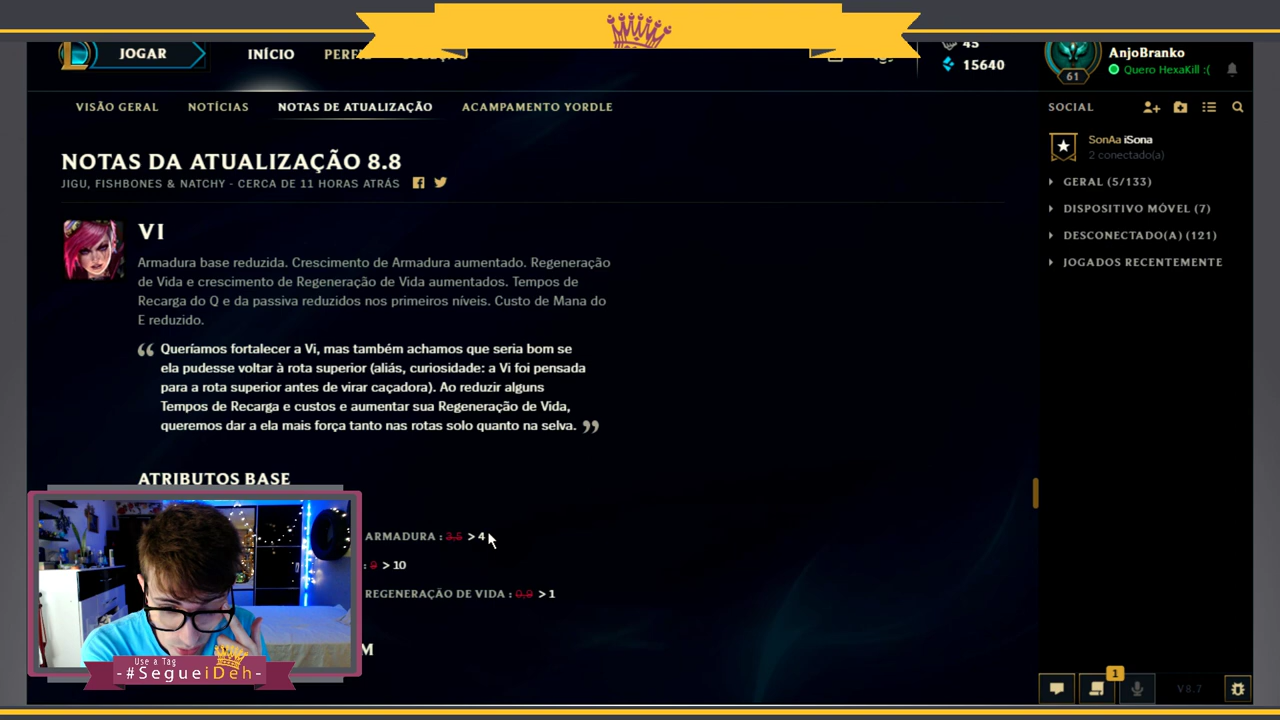 JOGAR
INÍCIO
45
15640
AnjoBranko
61
Quero HexaKill :(
VISÃO GERAL
NOTÍCIAS
NOTAS DE ATUALIZAÇÃO
ACAMPAMENTO YORDLE
SOCIAL
NOTAS DA ATUALIZAÇÃO 8.8
JIGU, FISHBONES & NATCHY - CERCA DE 11 HORAS ATRÁS
SonAa iSona
2 conectado(a)
GERAL (5/133)
DISPOSITIVO MÓVEL (7)
DESCONECTADO(A) (121)
JOGADOS RECENTEMENTE
VI
Armadura base reduzida. Crescimento de Armadura aumentado. Regeneração
de Vida e crescimento de Regeneração de Vida aumentados. Tempos de
Recarga do Q e da passiva reduzidos nos primeiros níveis. Custo de Mana do
E reduzido.
“ Queríamos fortalecer a Vi, mas também achamos que seria bom se
ela pudesse voltar à rota superior (aliás, curiosidade: a Vi foi pensada
para a rota superior antes de virar caçadora). Ao reduzir alguns
Tempos de Recarga e custos e aumentar sua Regeneração de Vida,
queremos dar a ela mais força tanto nas rotas solo quanto na selva. ”
ATRIBUTOS BASE
ARMADURA : 3,5 > 4
: 9 > 10
REGENERAÇÃO DE VIDA : 0,9 > 1
M
Use a Tag
-#SegueiDeh-
1
V8.7